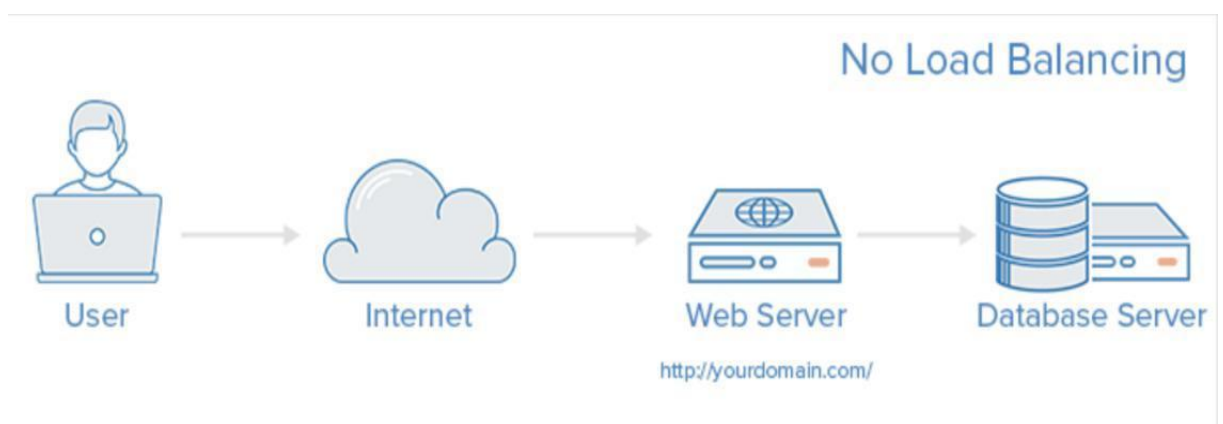 No Load Balancing
User
Internet
Web Server
Database Server
http://yourdomain.com/